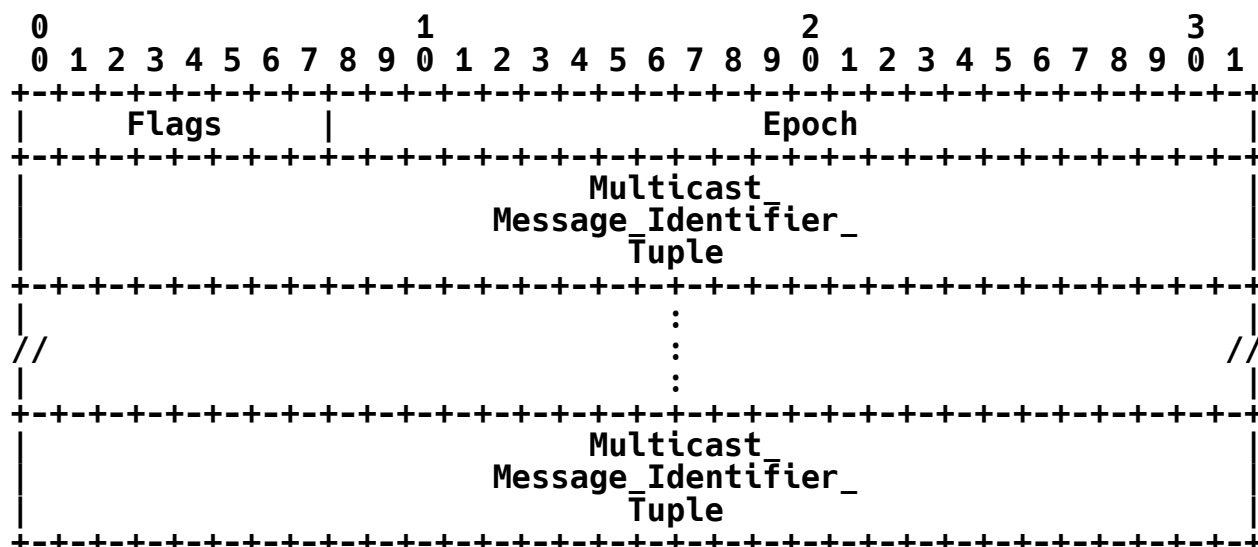 0                   1                   2                   3
 0 1 2 3 4 5 6 7 8 9 0 1 2 3 4 5 6 7 8 9 0 1 2 3 4 5 6 7 8 9 0 1
+-+-+-+-+-+-+-+-+-+-+-+-+-+-+-+-+-+-+-+-+-+-+-+-+-+-+-+-+-+-+-+-+
|     Flags     |                     Epoch                     |
+-+-+-+-+-+-+-+-+-+-+-+-+-+-+-+-+-+-+-+-+-+-+-+-+-+-+-+-+-+-+-+-+
|                            Multicast_                         |
|                       Message_Identifier_                     |
|                              Tuple                            |
+-+-+-+-+-+-+-+-+-+-+-+-+-+-+-+-+-+-+-+-+-+-+-+-+-+-+-+-+-+-+-+-+
|                                 :                             |
//                                :                            //
|                                 :                             |
+-+-+-+-+-+-+-+-+-+-+-+-+-+-+-+-+-+-+-+-+-+-+-+-+-+-+-+-+-+-+-+-+
|                            Multicast_                         |
|                       Message_Identifier_                     |
|                              Tuple                            |
+-+-+-+-+-+-+-+-+-+-+-+-+-+-+-+-+-+-+-+-+-+-+-+-+-+-+-+-+-+-+-+-+